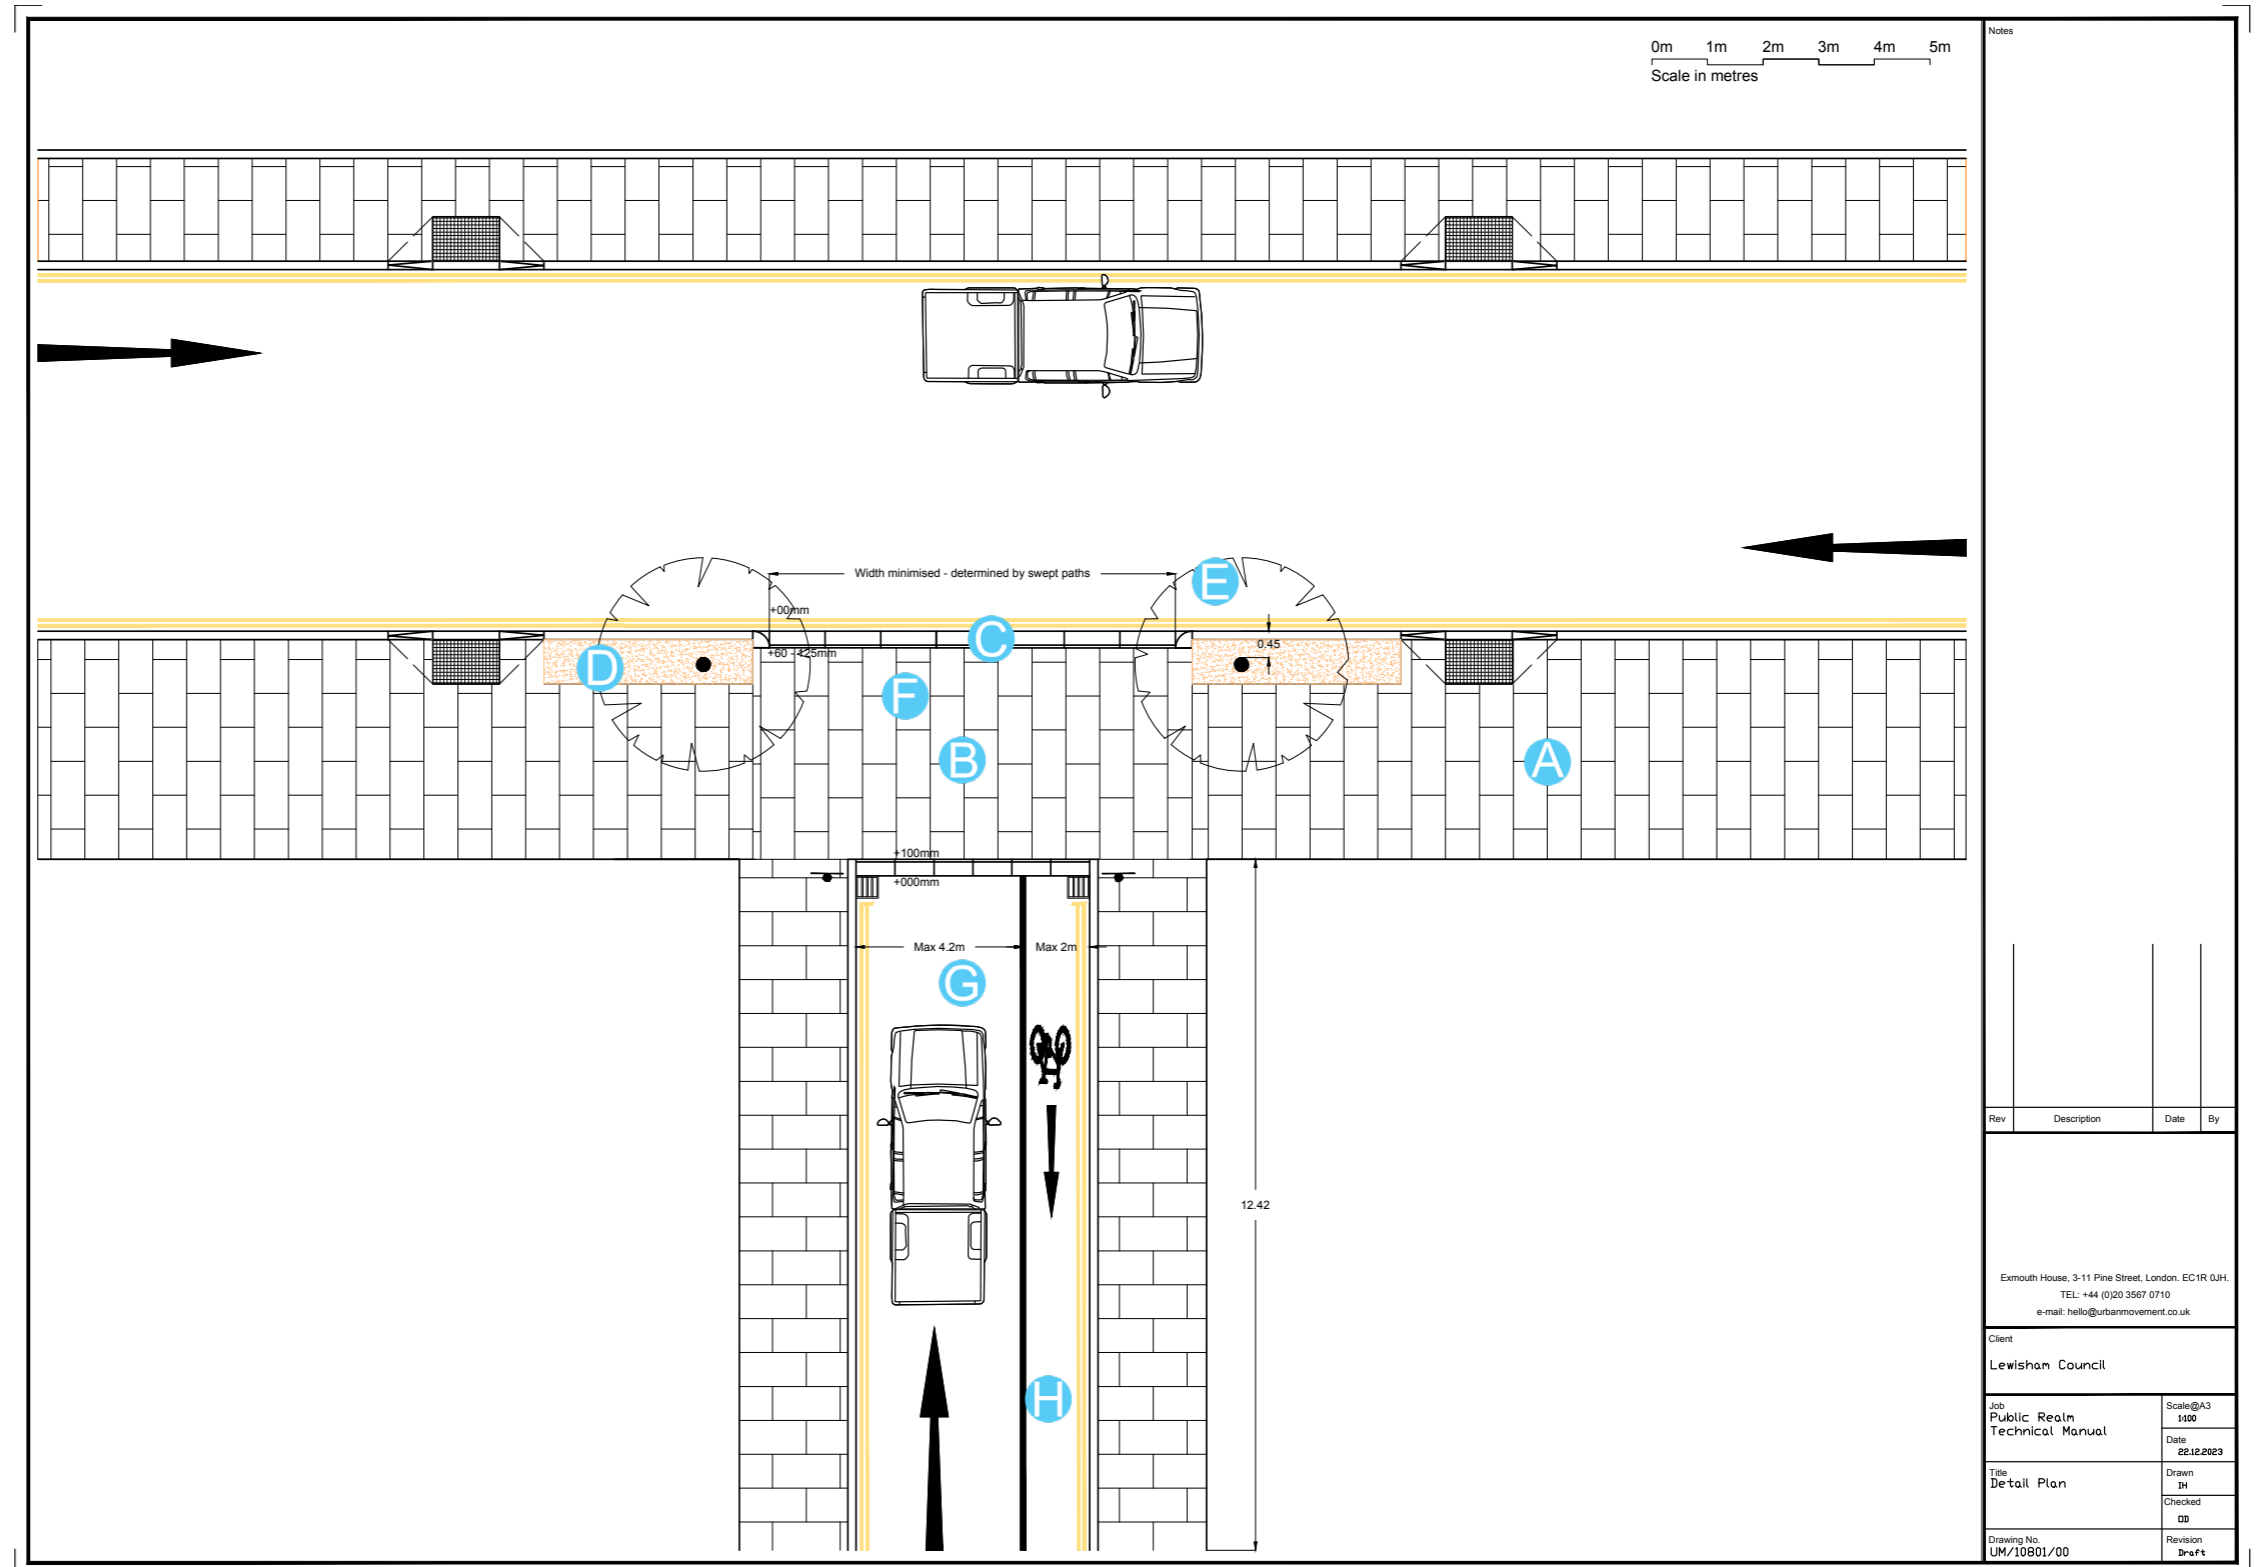 Notes
0m 1m 2m 3m 4m 5m
Scale in metres
E
Width minimised - determined by swept paths
+00mm
C
0.45
+60 - 125mm
D
F
B
A
+100mm
+000mm
Max 4.2m
Max 2m
G
12.42
H
Rev Description Date By
Exmouth House, 3-11 Pine Street, London. EC1R 0JH.
TEL: +44 (0)20 3567 0710
e-mail: hello@urbanmovement.co.uk
Client
Lewisham Council
Job
Public Realm
Technical Manual
Scale@A3
1:100
Date
22.12.2023
Title
Detail Plan
Drawn
IH
Checked
OD
Drawing No.
UM/10801/00
Revision
Draft